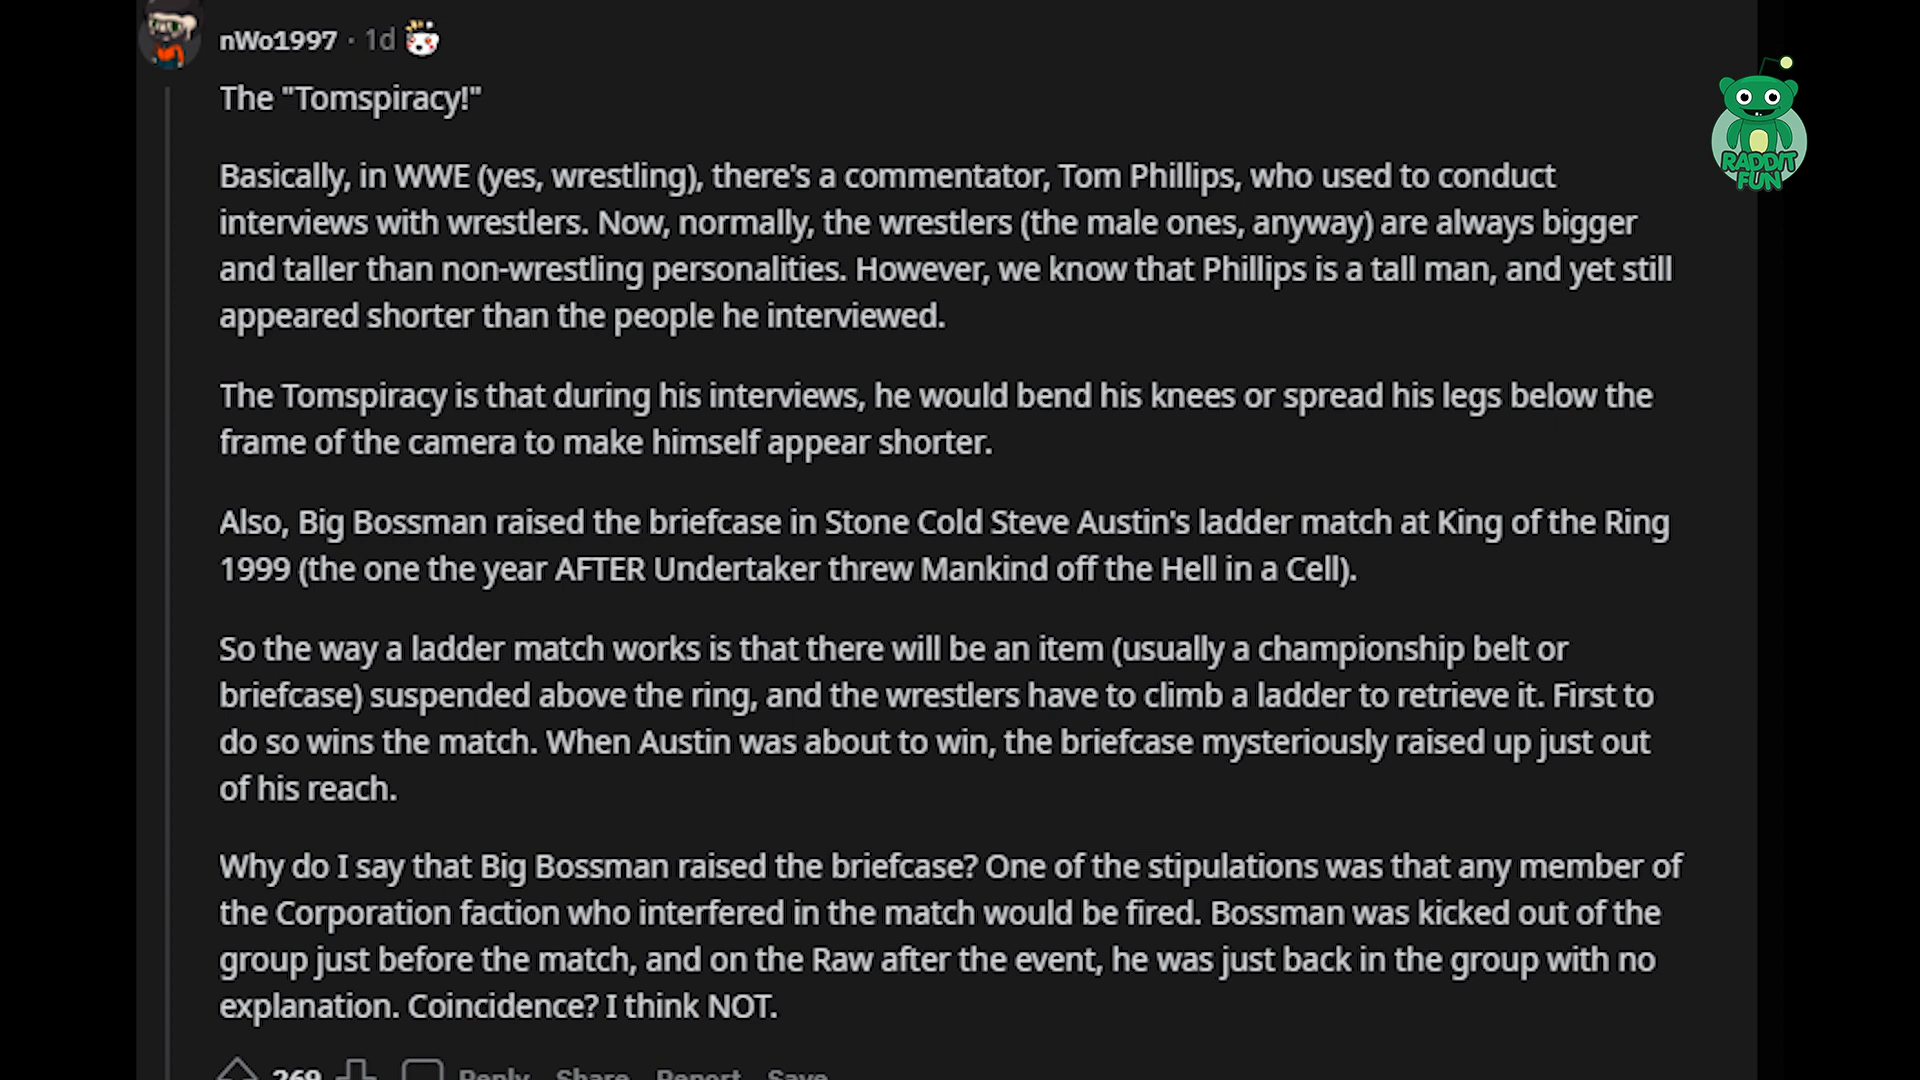 nWo1997 · 1d
The "Tomspiracy!"
Basically, in WWE (yes, wrestling), there's a commentator, Tom Phillips, who used to conduct
interviews with wrestlers. Now, normally, the wrestlers (the male ones, anyway) are always bigger
and taller than non-wrestling personalities. However, we know that Phillips is a tall man, and yet still
appeared shorter than the people he interviewed.
The Tomspiracy is that during his interviews, he would bend his knees or spread his legs below the
frame of the camera to make himself appear shorter.
Also, Big Bossman raised the briefcase in Stone Cold Steve Austin's ladder match at King of the Ring
1999 (the one the year AFTER Undertaker threw Mankind off the Hell in a Cell).
So the way a ladder match works is that there will be an item (usually a championship belt or
briefcase) suspended above the ring, and the wrestlers have to climb a ladder to retrieve it. First to
do so wins the match. When Austin was about to win, the briefcase mysteriously raised up just out
of his reach.
Why do I say that Big Bossman raised the briefcase? One of the stipulations was that any member of
the Corporation faction who interfered in the match would be fired. Bossman was kicked out of the
group just before the match, and on the Raw after the event, he was just back in the group with no
explanation. Coincidence? I think NOT.
269 Reply Share Report Save
RADDIT
FUN